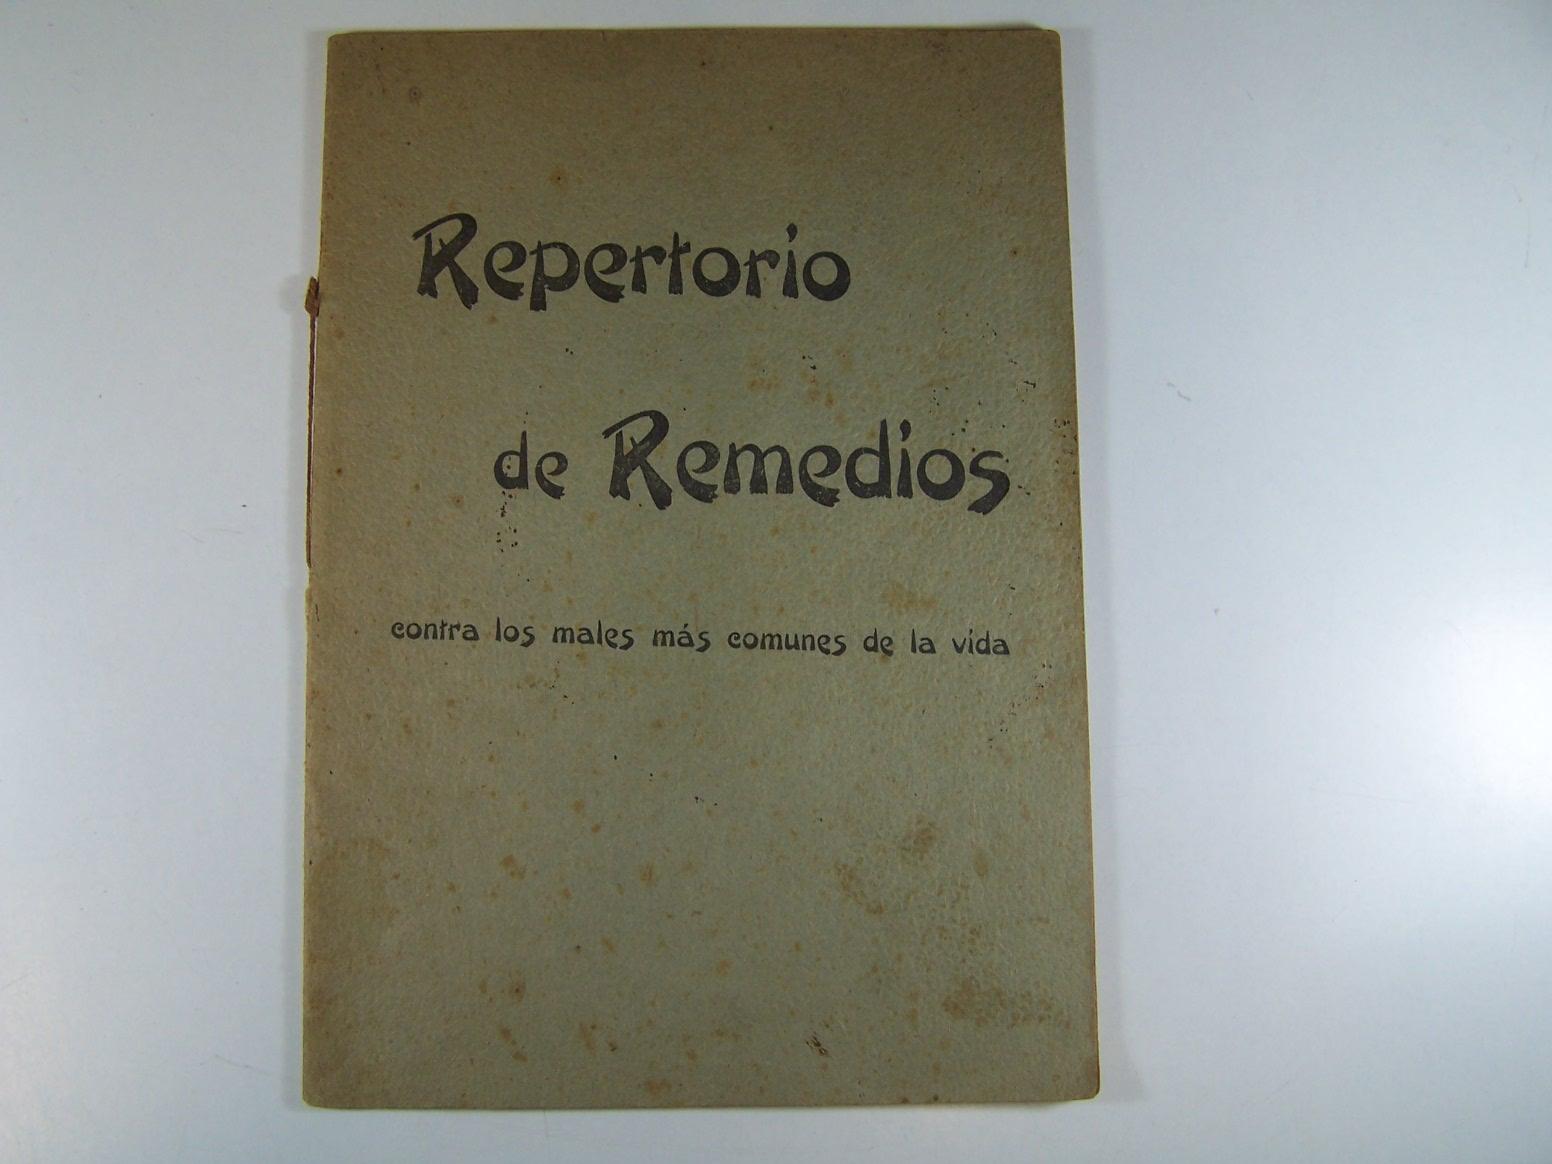 Repertorio
de Remedios
contra los males más comunes de la vida